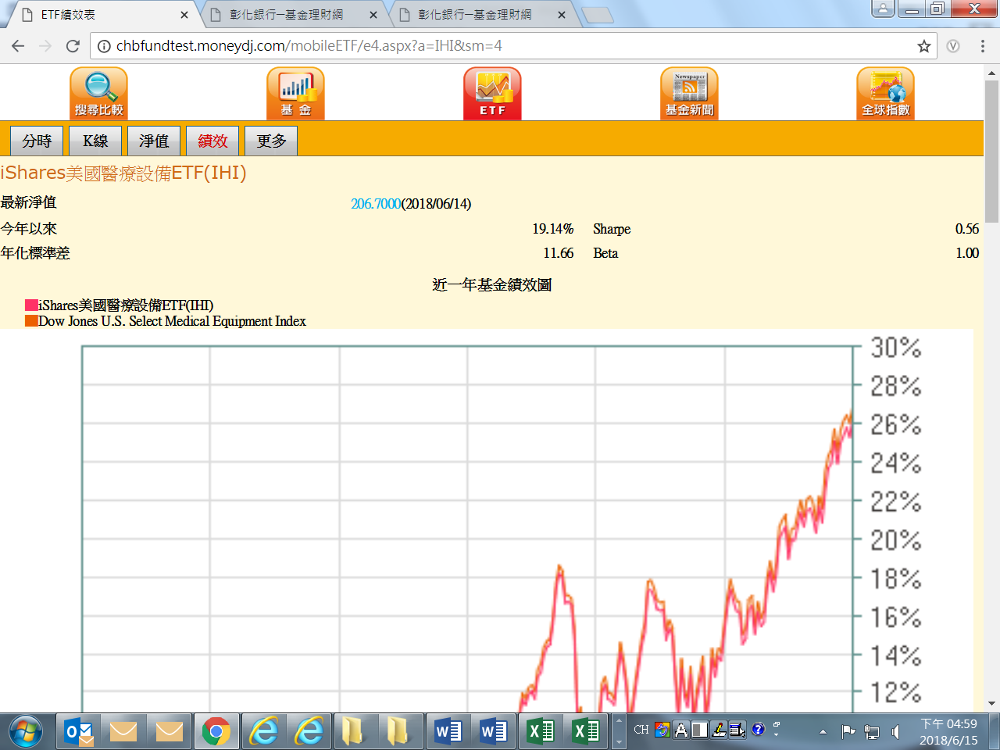 ETF績效表
彰化銀行─基金理財網
彰化銀行─基金理財網
chbfundtest.moneydj.com/mobileETF/e4.aspx?a=IHI&sm=4
搜尋比較
基 金
ETF
Newspaper
基金新聞
全球指數
分時 K線 淨值 績效 更多
iShares美國醫療設備ETF(IHI)
最新淨值 206.7000(2018/06/14)
今年以來 19.14% Sharpe 0.56
年化標準差 11.66 Beta 1.00
近一年基金績效圖
iShares美國醫療設備ETF(IHI)
Dow Jones U.S. Select Medical Equipment Index
30%
28%
26%
24%
22%
20%
18%
16%
14%
12%
CH
下午 04:59
2018/6/15